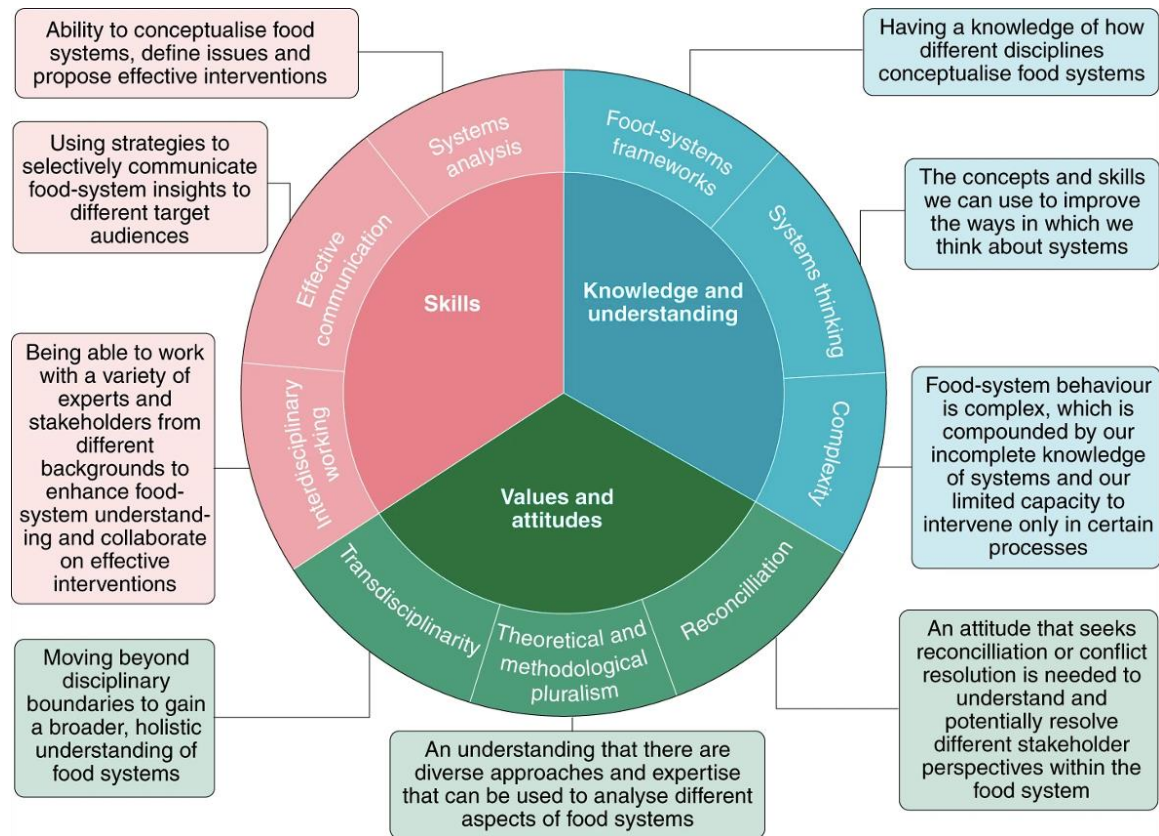 Ability to conceptualise food
systems, define issues and
propose effective interventions
Using strategies to
selectively communicate
food-system insights to
different target
audiences
Being able to work
with a variety of
experts and
stakeholders from
different
backgrounds to
enhance food-
system understand-
ing and collaborate
on effective
interventions
Moving beyond
disciplinary
boundaries to gain
a broader, holistic
understanding of
food systems
Systems
analysis
Effective
communication
Interdisciplinary
working
Skills
Food-systems
frameworks
Systems thinking
Complexity
Knowledge and
understanding
Values and
attitudes
Transdisciplinarity
Theoretical and
methodological
pluralism
Reconcilliation
Having a knowledge of how
different disciplines
conceptualise food systems
The concepts and skills
we can use to improve
the ways in which we
think about systems
Food-system behaviour
is complex, which is
compounded by our
incomplete knowledge
of systems and our
limited capacity to
intervene only in certain
processes
An attitude that seeks
reconcilliation or conflict
resolution is needed to
understand and
potentially resolve
different stakeholder
perspectives within the
food system
An understanding that there are
diverse approaches and expertise
that can be used to analyse different
aspects of food systems